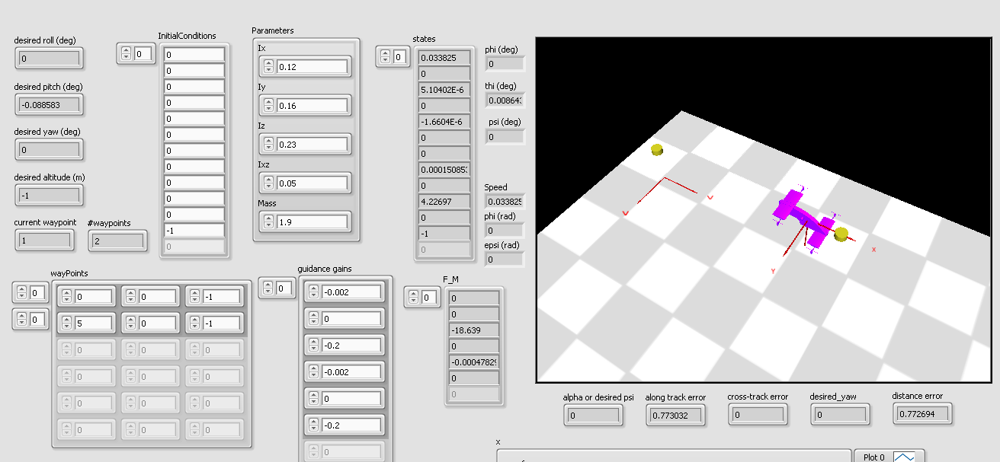 desired roll (deg)
0
desired pitch (deg)
-0.088583
desired yaw (deg)
0
desired altitude (m)
-1
current waypoint
1
#waypoints
2
InitialConditions
0
0
0
0
0
0
0
0
0
0
0
0
-1
0
Parameters
Ix
0.12
Iy
0.16
Iz
0.23
Ixz
0.05
Mass
1.9
states
0
0.033825
0
5.10402E-6
0
-1.6604E-6
0
0
0.00015085
0
4.22697
0
-1
0
phi (deg)
0
thi (deg)
0.00864
psi (deg)
0
Speed
0.033825
phi (rad)
0
epsi (rad)
0
X
Y
wayPoints
0
0
0 0 -1
5 0 -1
0 0 0
0 0 0
0 0 0
0 0 0
guidance gains
0
-0.002
0
-0.2
-0.002
0
-0.2
0
F_M
0
0
0
-18.639
0
-0.0004782
0
0
alpha or desired psi
0
along track error
0.773032
cross-track error
0
desired_yaw
0
distance error
0.772694
x
Plot 0